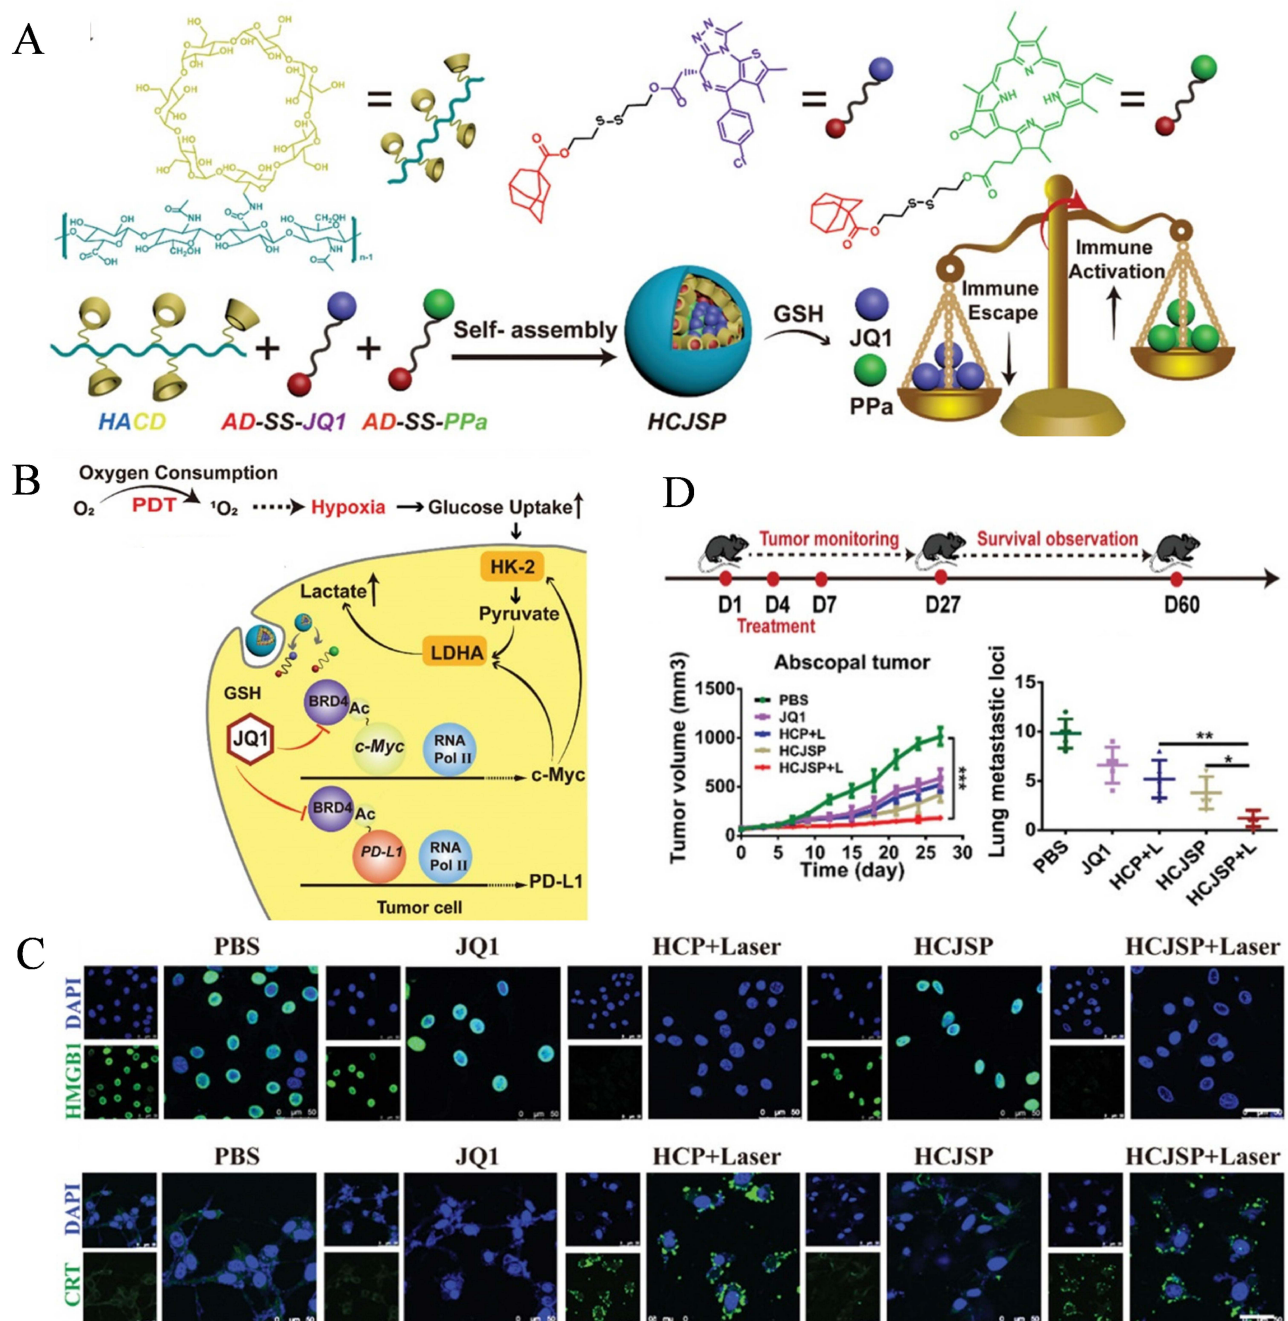 A
Immune
Activation
Immune
Escape
n-1
Self- assembly
GSH
JQ1
PPa
HACD
AD-SS-JQ1
AD-SS-PPa
HCJSP
B
Oxygen Consumption
O₂
PDT
¹O₂
Hypoxia
Glucose Uptake
HK-2
Lactate
Pyruvate
LDHA
GSH
JQ1
BRD4
Ac
c-Myc
RNA
Pol II
c-Myc
BRD4
Ac
PD-L1
RNA
Pol II
PD-L1
Tumor cell
D
Tumor monitoring
Survival observation
D1
D4
D7
D27
D60
Treatment
Abscopal tumor
Tumor volume (mm3)
1500
1000
500
0
PBS
JQ1
HCP+L
HCJSP
HCJSP+L
***
0 5 10 15 20 25 30
Time (day)
Lung metastastic loci
15
10
5
0
**
*
PBS
JQ1
HCP+L
HCJSP
HCJSP+L
C
PBS JQ1 HCP+Laser HCJSP HCJSP+Laser
DAPI
HMGB1
PBS JQ1 HCP+Laser HCJSP HCJSP+Laser
DAPI
CRT